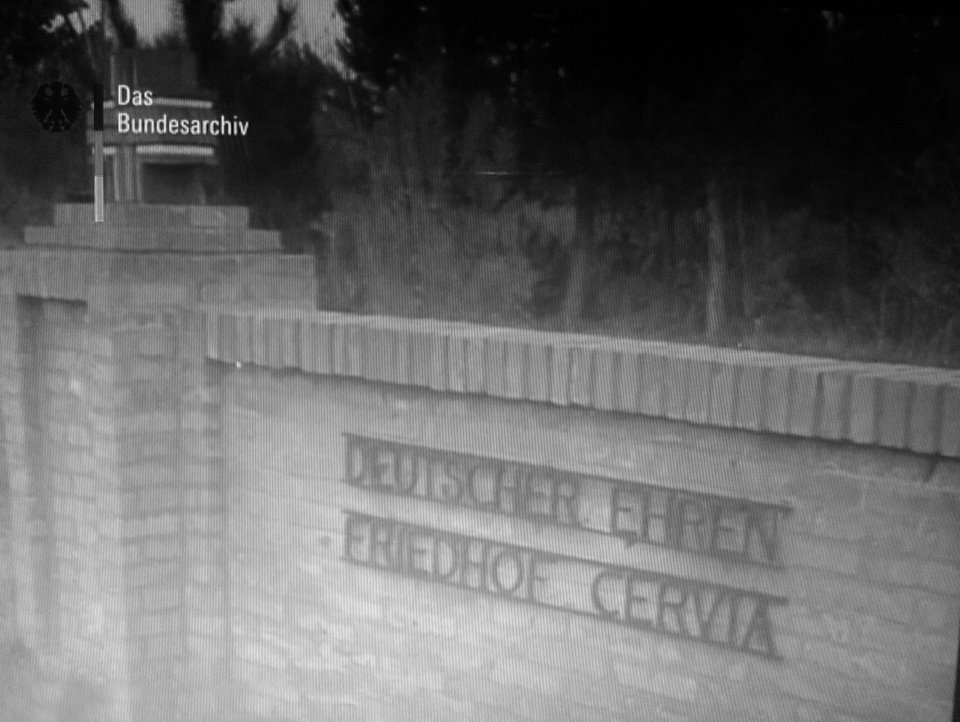 Das
Bundesarchiv
DEUTSCHER EHREN
FRIEDHOF CERVIA